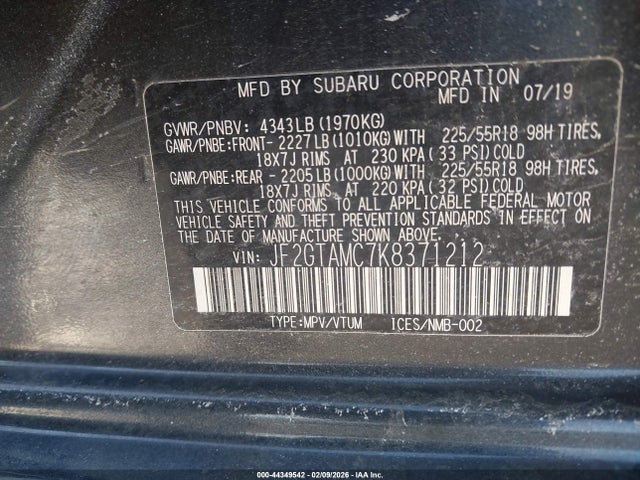 MFD BY SUBARU CORPORATION
MFD IN 07/19
GVWR/PNBV: 4343LB(1970KG)
GAWR/PNBE:FRONT-2227LB(1010KG)WITH 225/55R18 98H TIRES,
18X7J RIMS AT 230 KPA(33 PSI)COLD
GAWR/PNBE:REAR - 2205LB(1000KG)WITH 225/55R18 98H TIRES,
18X7J RIMS, AT 220 KPA(32 PSI)COLD
THIS VEHICLE CONFORMS TO ALL APPLICABLE FEDERAL MOTOR
VEHICLE SAFETY AND THEFT PREVENTION STANDARDS IN EFFECT ON
THE DATE OF MANUFACTURE SHOWN ABOVE.
VIN: JF2GTAMC7K8371212
TYPE:MPV/VTUM ICES/NMB-002
000-44349542 - 02/09/2026 - IAA Inc.